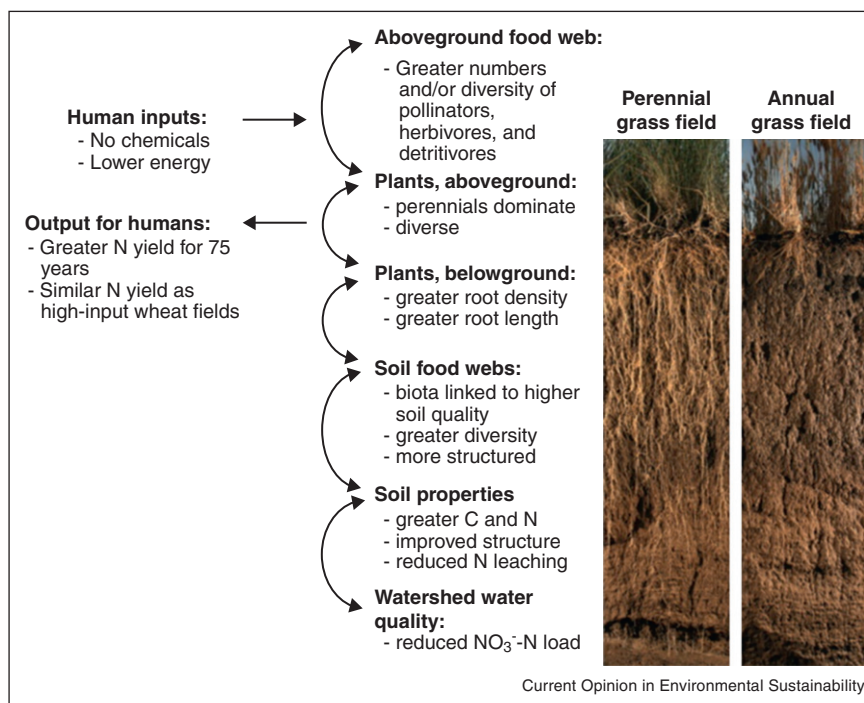 Aboveground food web:
- Greater numbers
and/or diversity of
pollinators,
herbivores, and
detritivores
Human inputs:
- No chemicals
- Lower energy
Plants, aboveground:
- perennials dominate
- diverse
Output for humans:
- Greater N yield for 75
years
- Similar N yield as
high-input wheat fields
Plants, belowground:
- greater root density
- greater root length
Soil food webs:
- biota linked to higher
soil quality
- greater diversity
- more structured
Soil properties
- greater C and N
- improved structure
- reduced N leaching
Watershed water
quality:
- reduced NO₃⁻-N load
Perennial
grass field
Annual
grass field
Current Opinion in Environmental Sustainability